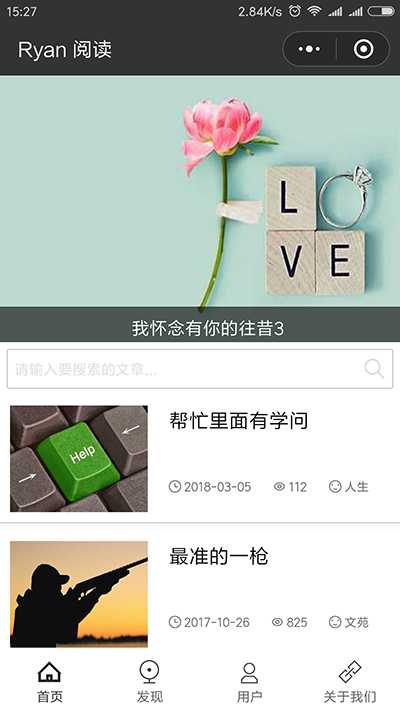 15:27
2.84K/s
Ryan 阅读
L
VE
我怀念有你的往昔3
请输入要搜索的文章...
Help
帮忙里面有学问
2018-03-05 112 人生
最准的一枪
2017-10-26 825 文苑
首页 发现 用户 关于我们